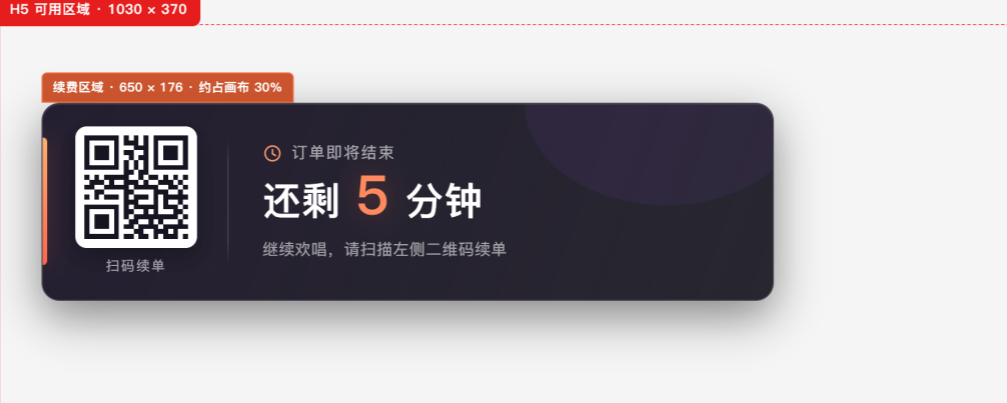 H5 可用区域 · 1030 × 370
续费区域 · 650 × 176 · 约占画布 30%
订单即将结束
还剩 5 分钟
继续欢唱，请扫描左侧二维码续单
扫码续单